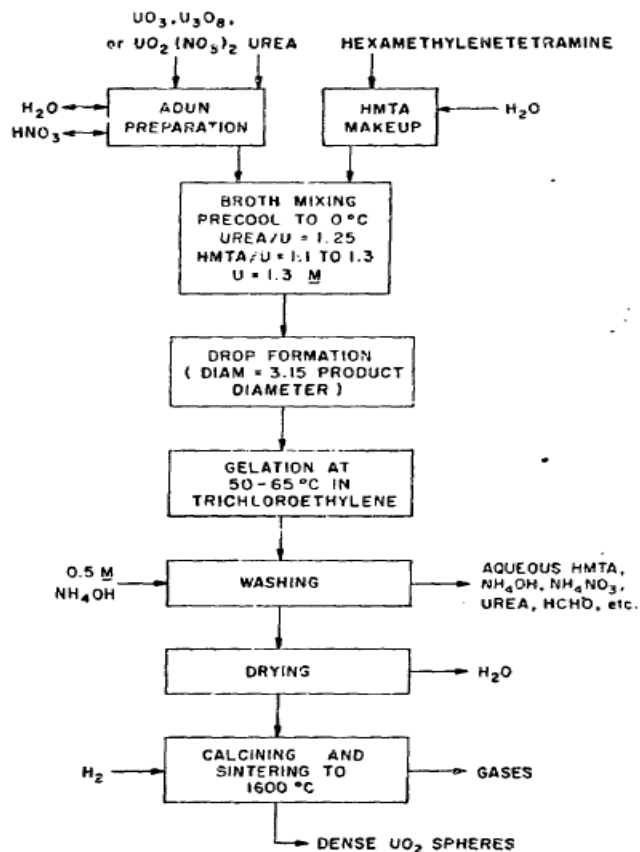 UO₃, U₃O₈,
or UO₂(NO₃)₂ UREA
HEXAMETHYLENETETRAMINE
H₂O
HNO₃
ADUN
PREPARATION
HMTA
MAKEUP
H₂O
BROTH MIXING
PRECOOL TO 0°C
UREA/U = 1.25
HMTA/U = 1.1 TO 1.3
U = 1.3 M
DROP FORMATION
( DIAM = 3.15 PRODUCT
DIAMETER )
GELATION AT
50-65°C IN
TRICHLOROETHYLENE
0.5 M
NH₄OH
WASHING
AQUEOUS HMTA,
NH₄OH, NH₄NO₃,
UREA, HCHO, etc.
DRYING
H₂O
H₂
CALCINING AND
SINTERING TO
1600°C
GASES
DENSE UO₂ SPHERES